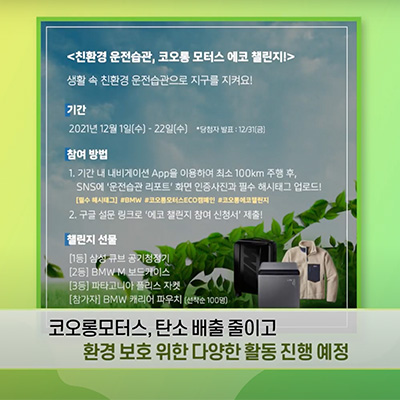 <친환경 운전습관, 코오롱 모터스 에코 챌린지!>
생활 속 친환경 운전습관으로 지구를 지켜요!
기간
2021년 12월 1일(수) - 22일(수) *당첨자 발표 : 12/31(금)
참여 방법
1. 기간 내 내비게이션 App을 이용하여 최소 100km 주행 후,
SNS에 '운전습관 리포트' 화면 인증사진과 필수 해시태그 업로드!
[필수 해시태그] #BMW #코오롱모터스ECO캠페인 #코오롱에코챌린지
2. 구글 설문 링크로 '에코 챌린지 참여 신청서' 제출!
챌린지 선물
[1등] 삼성 큐브 공기청정기
[2등] BMW M 보드케이스
[3등] 파타고니아 플리스 자켓
[참가자] BMW 캐리어 파우치 (선착순 100명)
코오롱모터스, 탄소 배출 줄이고
환경 보호 위한 다양한 활동 진행 예정